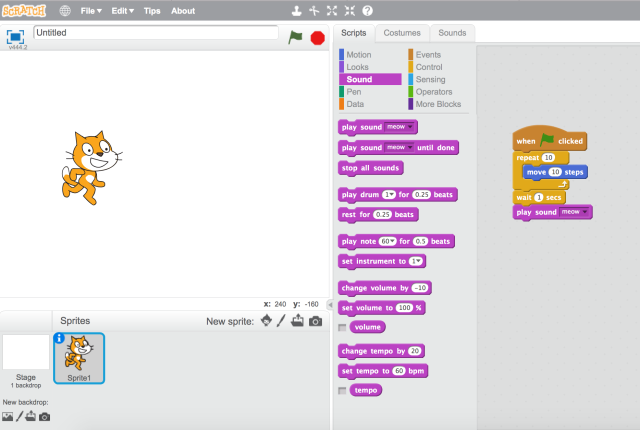 SCRATCH File▼ Edit▼ Tips About
Untitled
v444.2
x: 240 y: -160
Sprites New sprite:
Stage
1 backdrop
Sprite1
New backdrop:
Scripts Costumes Sounds
Motion Events
Looks Control
Sound Sensing
Pen Operators
Data More Blocks
play sound meow▼
play sound meow▼ until done
stop all sounds
play drum 1▼ for 0.25 beats
rest for 0.25 beats
play note 60▼ for 0.5 beats
set instrument to 1▼
change volume by -10
set volume to 100 %
volume
change tempo by 20
set tempo to 60 bpm
tempo
when clicked
repeat 10
move 10 steps
wait 1 secs
play sound meow▼